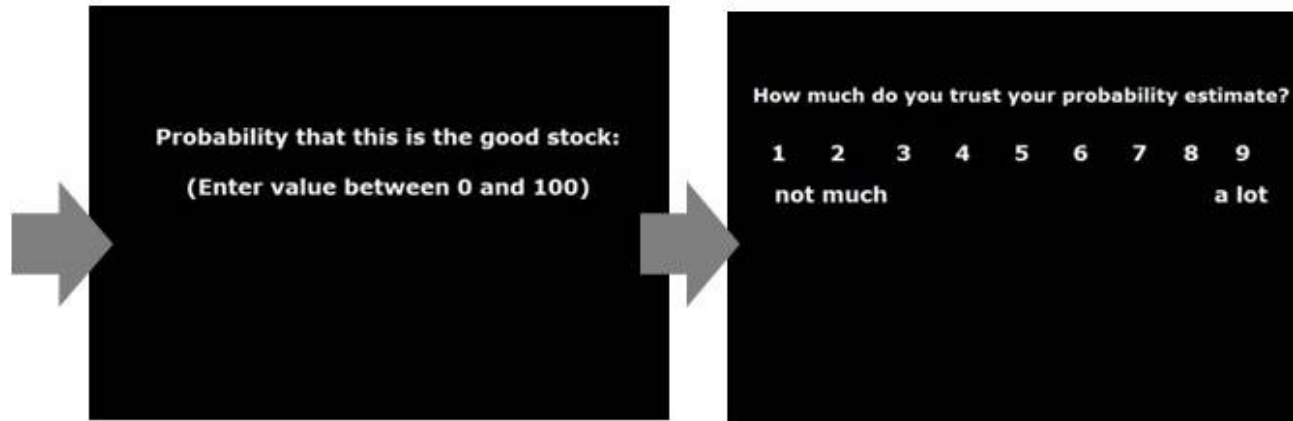 Probability that this is the good stock:
(Enter value between 0 and 100)
How much do you trust your probability estimate?
1 2 3 4 5 6 7 8 9
not much a lot